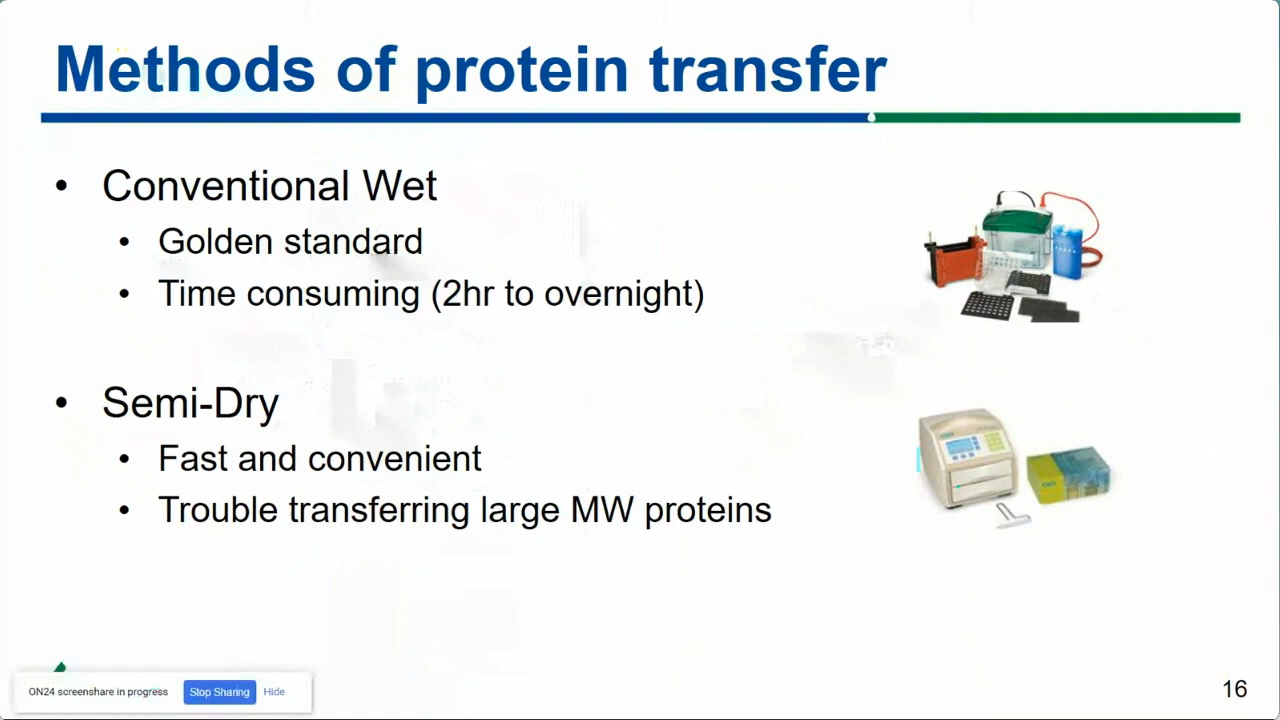 Methods of protein transfer
• Conventional Wet
• Golden standard
• Time consuming (2hr to overnight)
• Semi-Dry
• Fast and convenient
• Trouble transferring large MW proteins
ON24 screenshare in progress Stop Sharing Hide
16